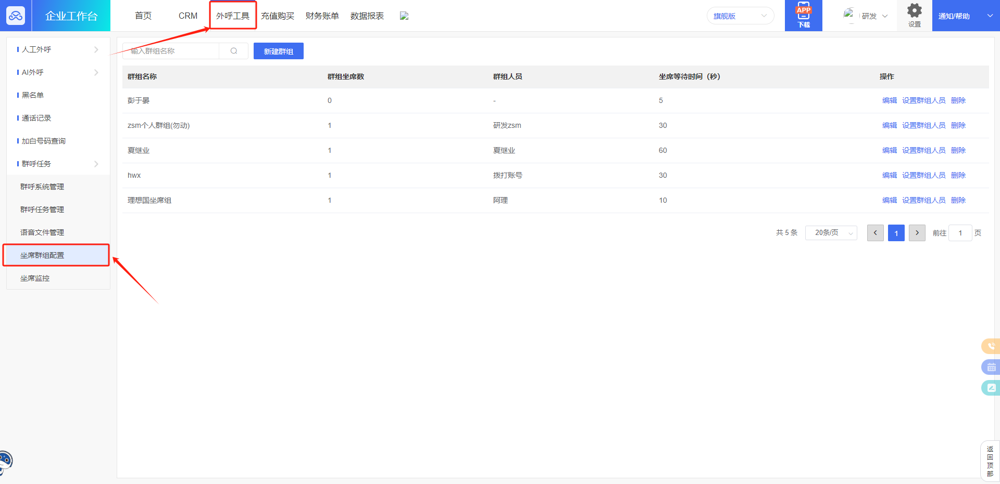 企业工作台
首页 CRM 外呼工具 充值购买 财务账单 数据报表
旗舰版
APP
下载
研发
设置
通知/帮助
人工外呼
AI外呼
黑名单
通话记录
加白号码查询
群呼任务
群呼系统管理
群呼任务管理
语音文件管理
坐席群组配置
坐席监控
输入群组名称
新建群组
群组名称 群组坐席数 群组人员 坐席等待时间（秒） 操作
彭于晏 0 - 5 编辑 设置群组人员 删除
zsm个人群组(勿动) 1 研发zsm 30 编辑 设置群组人员 删除
夏继业 1 夏继业 60 编辑 设置群组人员 删除
hwx 1 拨打账号 30 编辑 设置群组人员 删除
理想国坐席组 1 阿理 10 编辑 设置群组人员 删除
共 5 条 20条/页 1 前往 1 页
返
回
顶
部